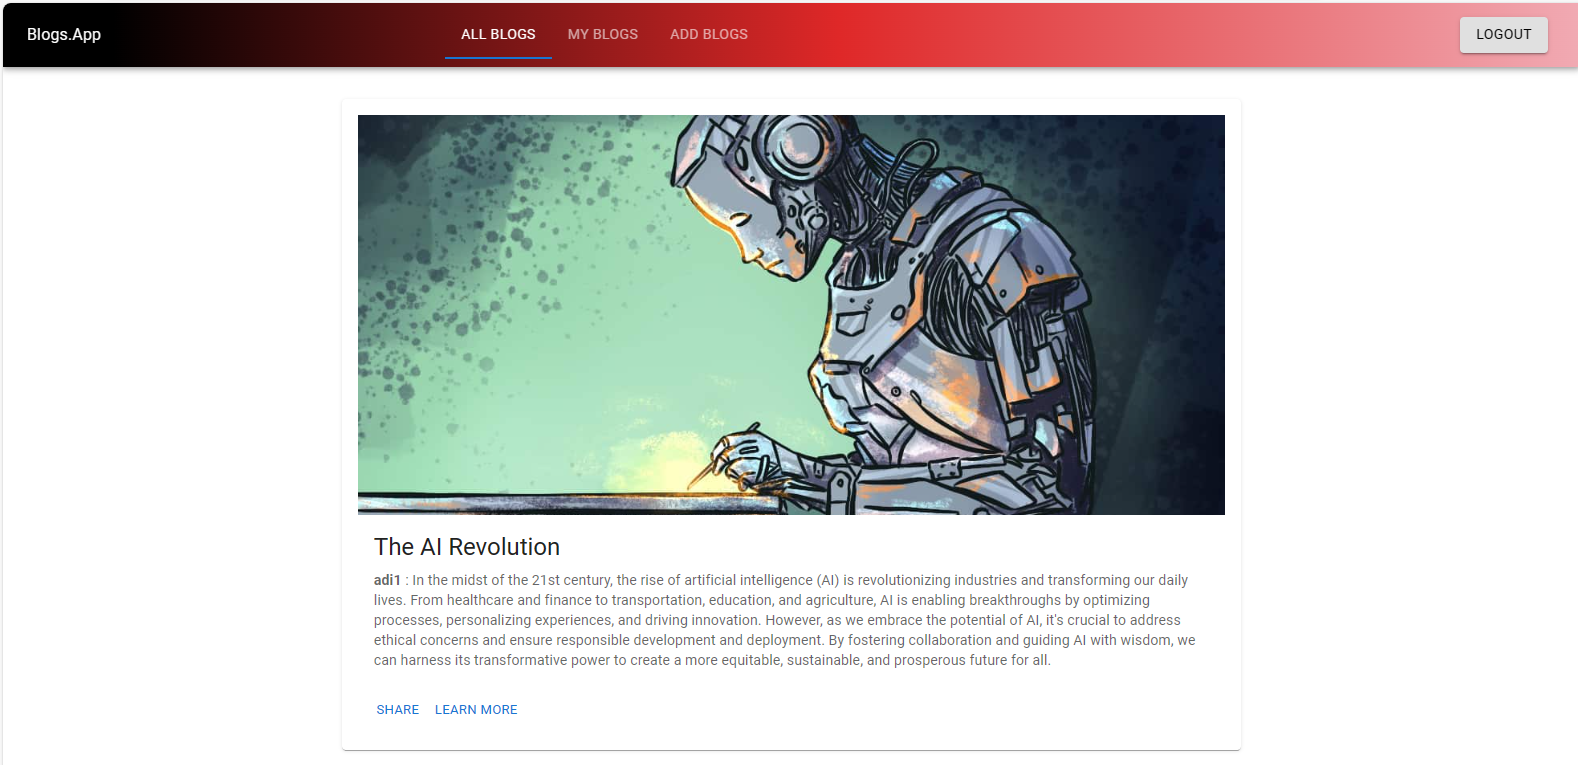 Blogs.App
ALL BLOGS
MY BLOGS
ADD BLOGS
LOGOUT
The AI Revolution
adi1 : In the midst of the 21st century, the rise of artificial intelligence (AI) is revolutionizing industries and transforming our daily
lives. From healthcare and finance to transportation, education, and agriculture, AI is enabling breakthroughs by optimizing
processes, personalizing experiences, and driving innovation. However, as we embrace the potential of AI, it's crucial to address
ethical concerns and ensure responsible development and deployment. By fostering collaboration and guiding AI with wisdom, we
can harness its transformative power to create a more equitable, sustainable, and prosperous future for all.
SHARE
LEARN MORE